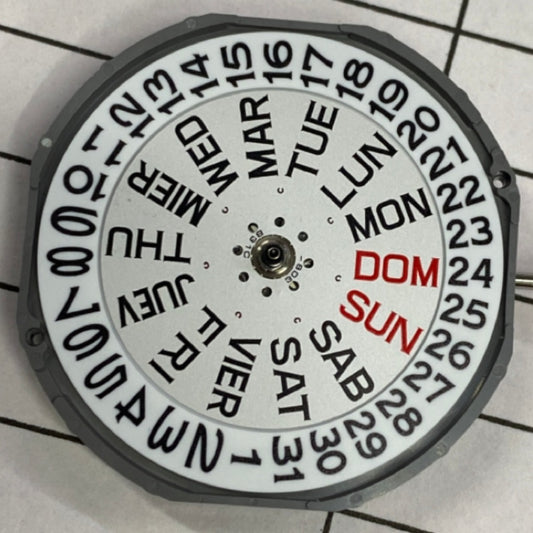 1
2
3
4
5
6
7
8
9
10
11
12
13
14
15
16
17
18
19
20
21
22
23
24
25
26
27
28
29
30
31
DOM
SUN
SAB
SAT
VIER
FRI
JUEV
THU
MIER
WED
MAR
TUE
LUN
MON